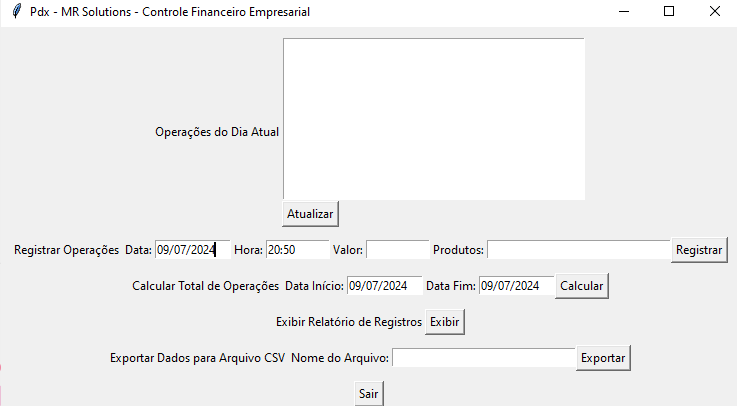 Pdx - MR Solutions - Controle Financeiro Empresarial
Operações do Dia Atual
Atualizar
Registrar Operações Data: 09/07/2024 Hora: 20:50 Valor: Produtos: Registrar
Calcular Total de Operações Data Início: 09/07/2024 Data Fim: 09/07/2024 Calcular
Exibir Relatório de Registros Exibir
Exportar Dados para Arquivo CSV Nome do Arquivo: Exportar
Sair